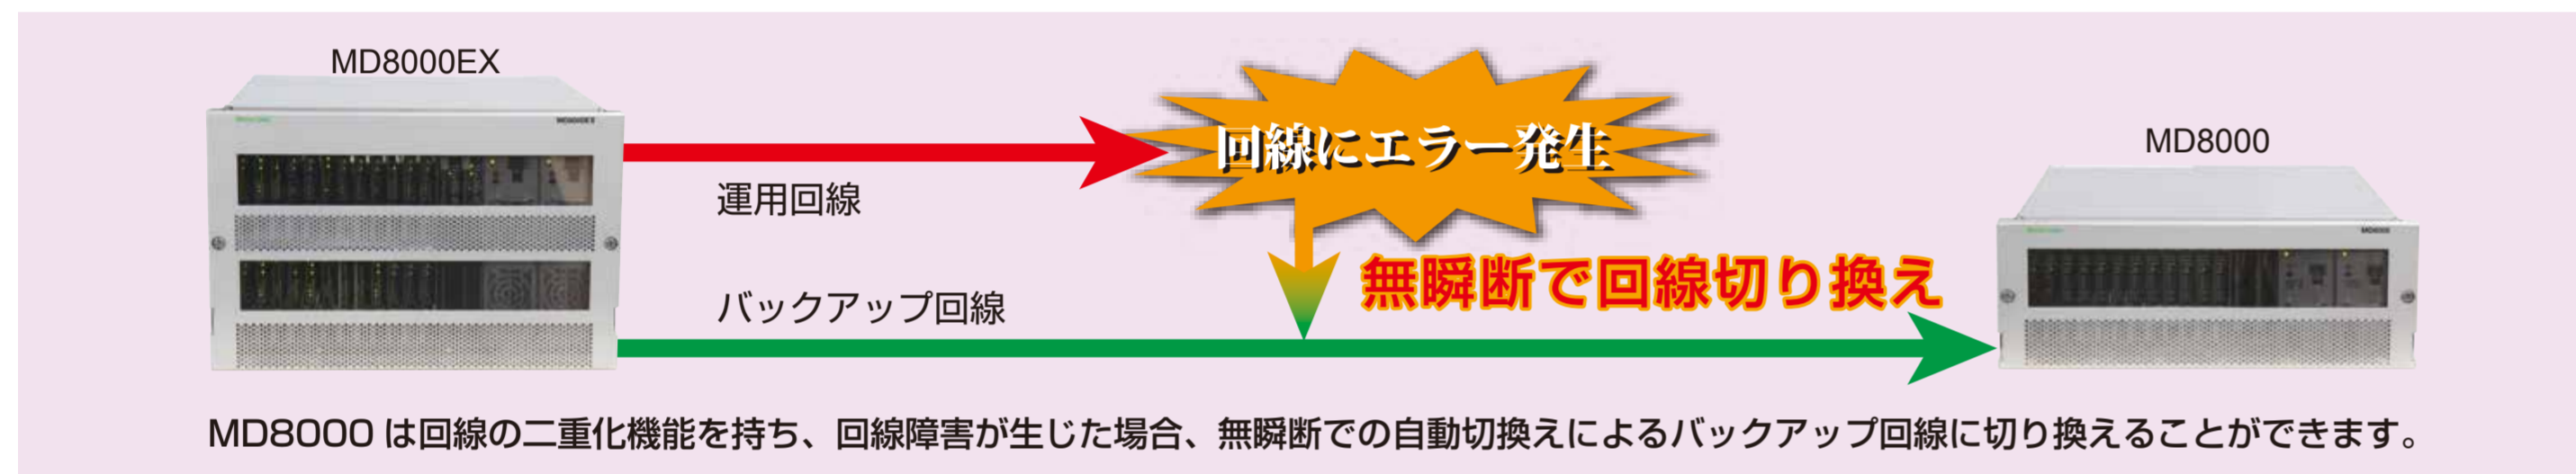 MD8000EX
回線にエラー発生
MD8000
運用回線
無瞬断で回線切り換え
バックアップ回線
MD8000 は回線の二重化機能を持ち、回線障害が生じた場合、無瞬断での自動切換えによるバックアップ回線に切り換えることができます。
MD8000EX
MD8000